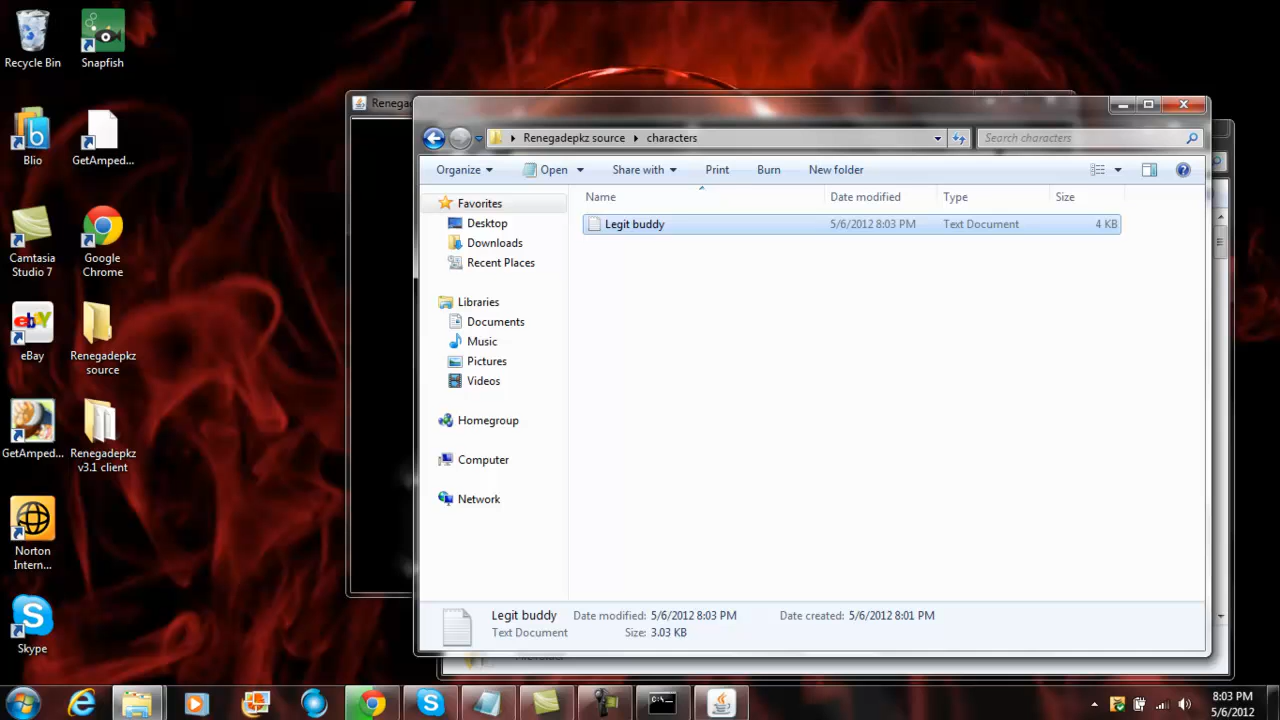 Recycle Bin
Snapfish
Blio
GetAmped...
Camtasia
Studio 7
Google
Chrome
eBay
Renegadepkz
source
GetAmped...
Renegadepkz
v3.1 client
Norton
Intern...
Skype
Renegac
Renegadepkz source
characters
Search characters
Organize
Open
Share with
Print
Burn
New folder
Favorites
Desktop
Downloads
Recent Places
Libraries
Documents
Music
Pictures
Videos
Homegroup
Computer
Network
Name
Date modified
Type
Size
Legit buddy
5/6/2012 8:03 PM
Text Document
4 KB
Legit buddy
Date modified: 5/6/2012 8:03 PM
Date created: 5/6/2012 8:01 PM
Text Document
Size: 3.03 KB
8:03 PM
5/6/2012